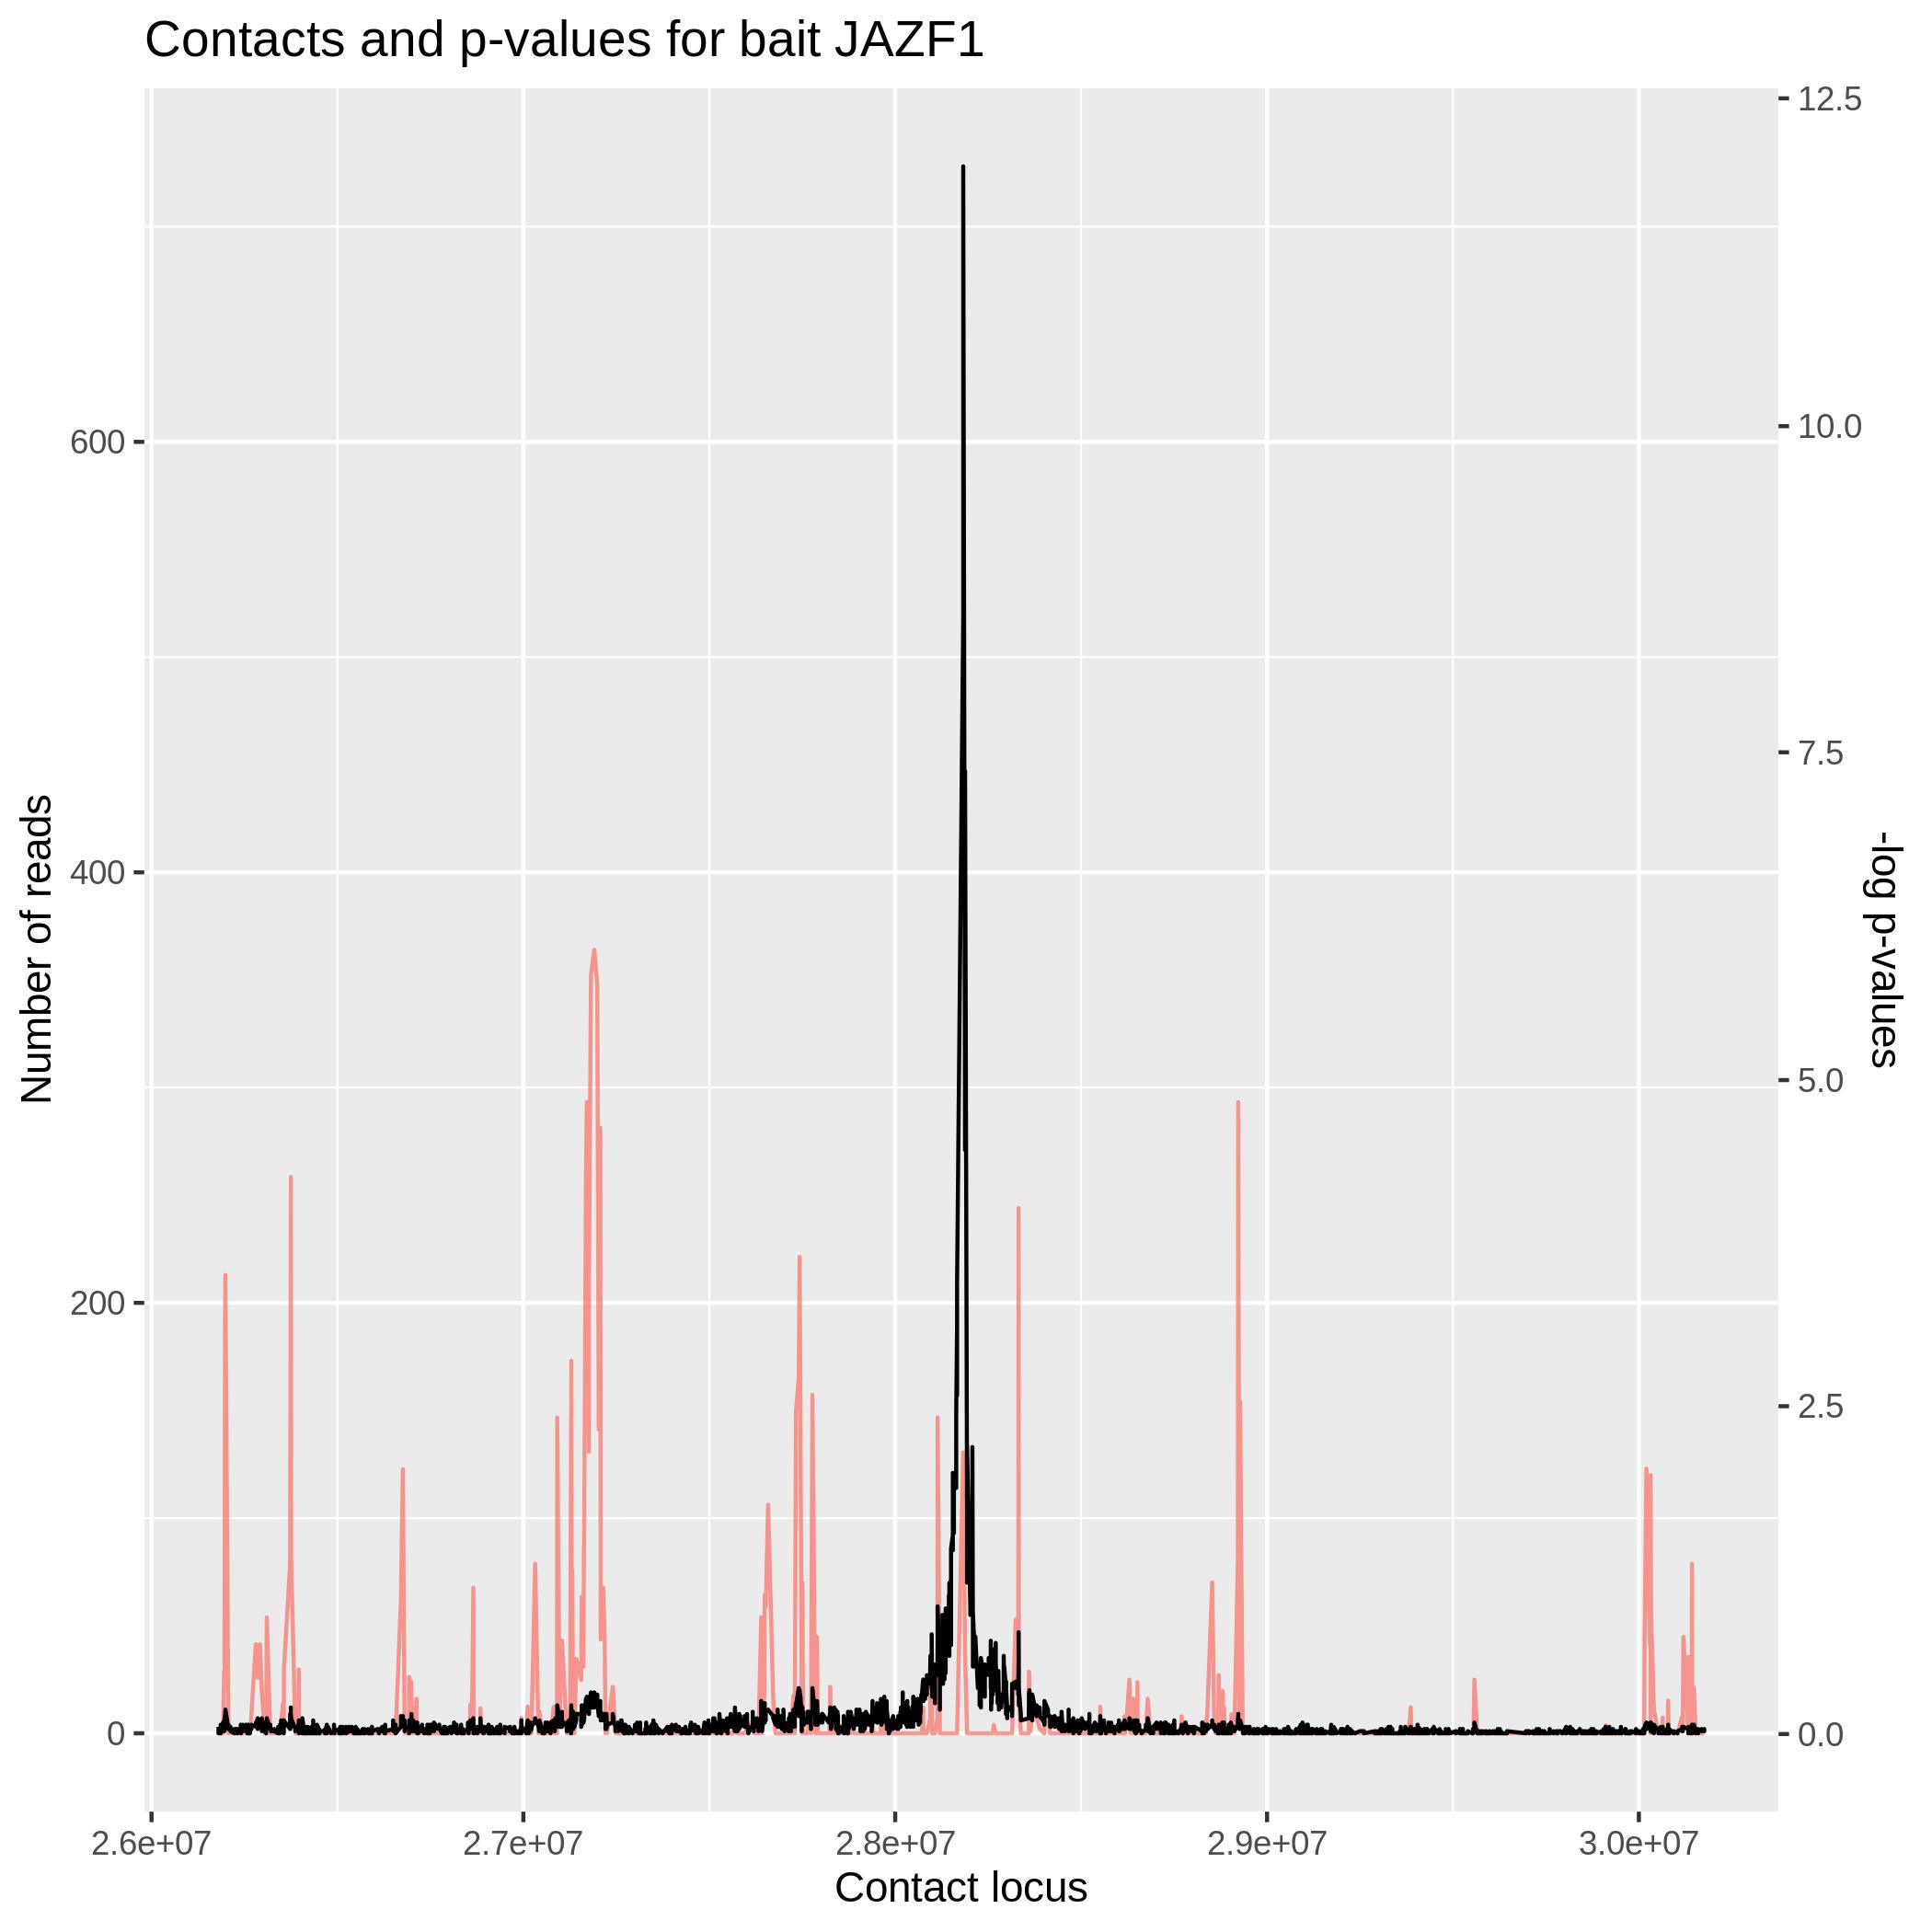 Contacts and p-values for bait JAZF1
Number of reads
600
400
200
0
12.5
10.0
7.5
5.0
2.5
0.0
-log p-values
2.6e+07
2.7e+07
2.8e+07
2.9e+07
3.0e+07
Contact locus